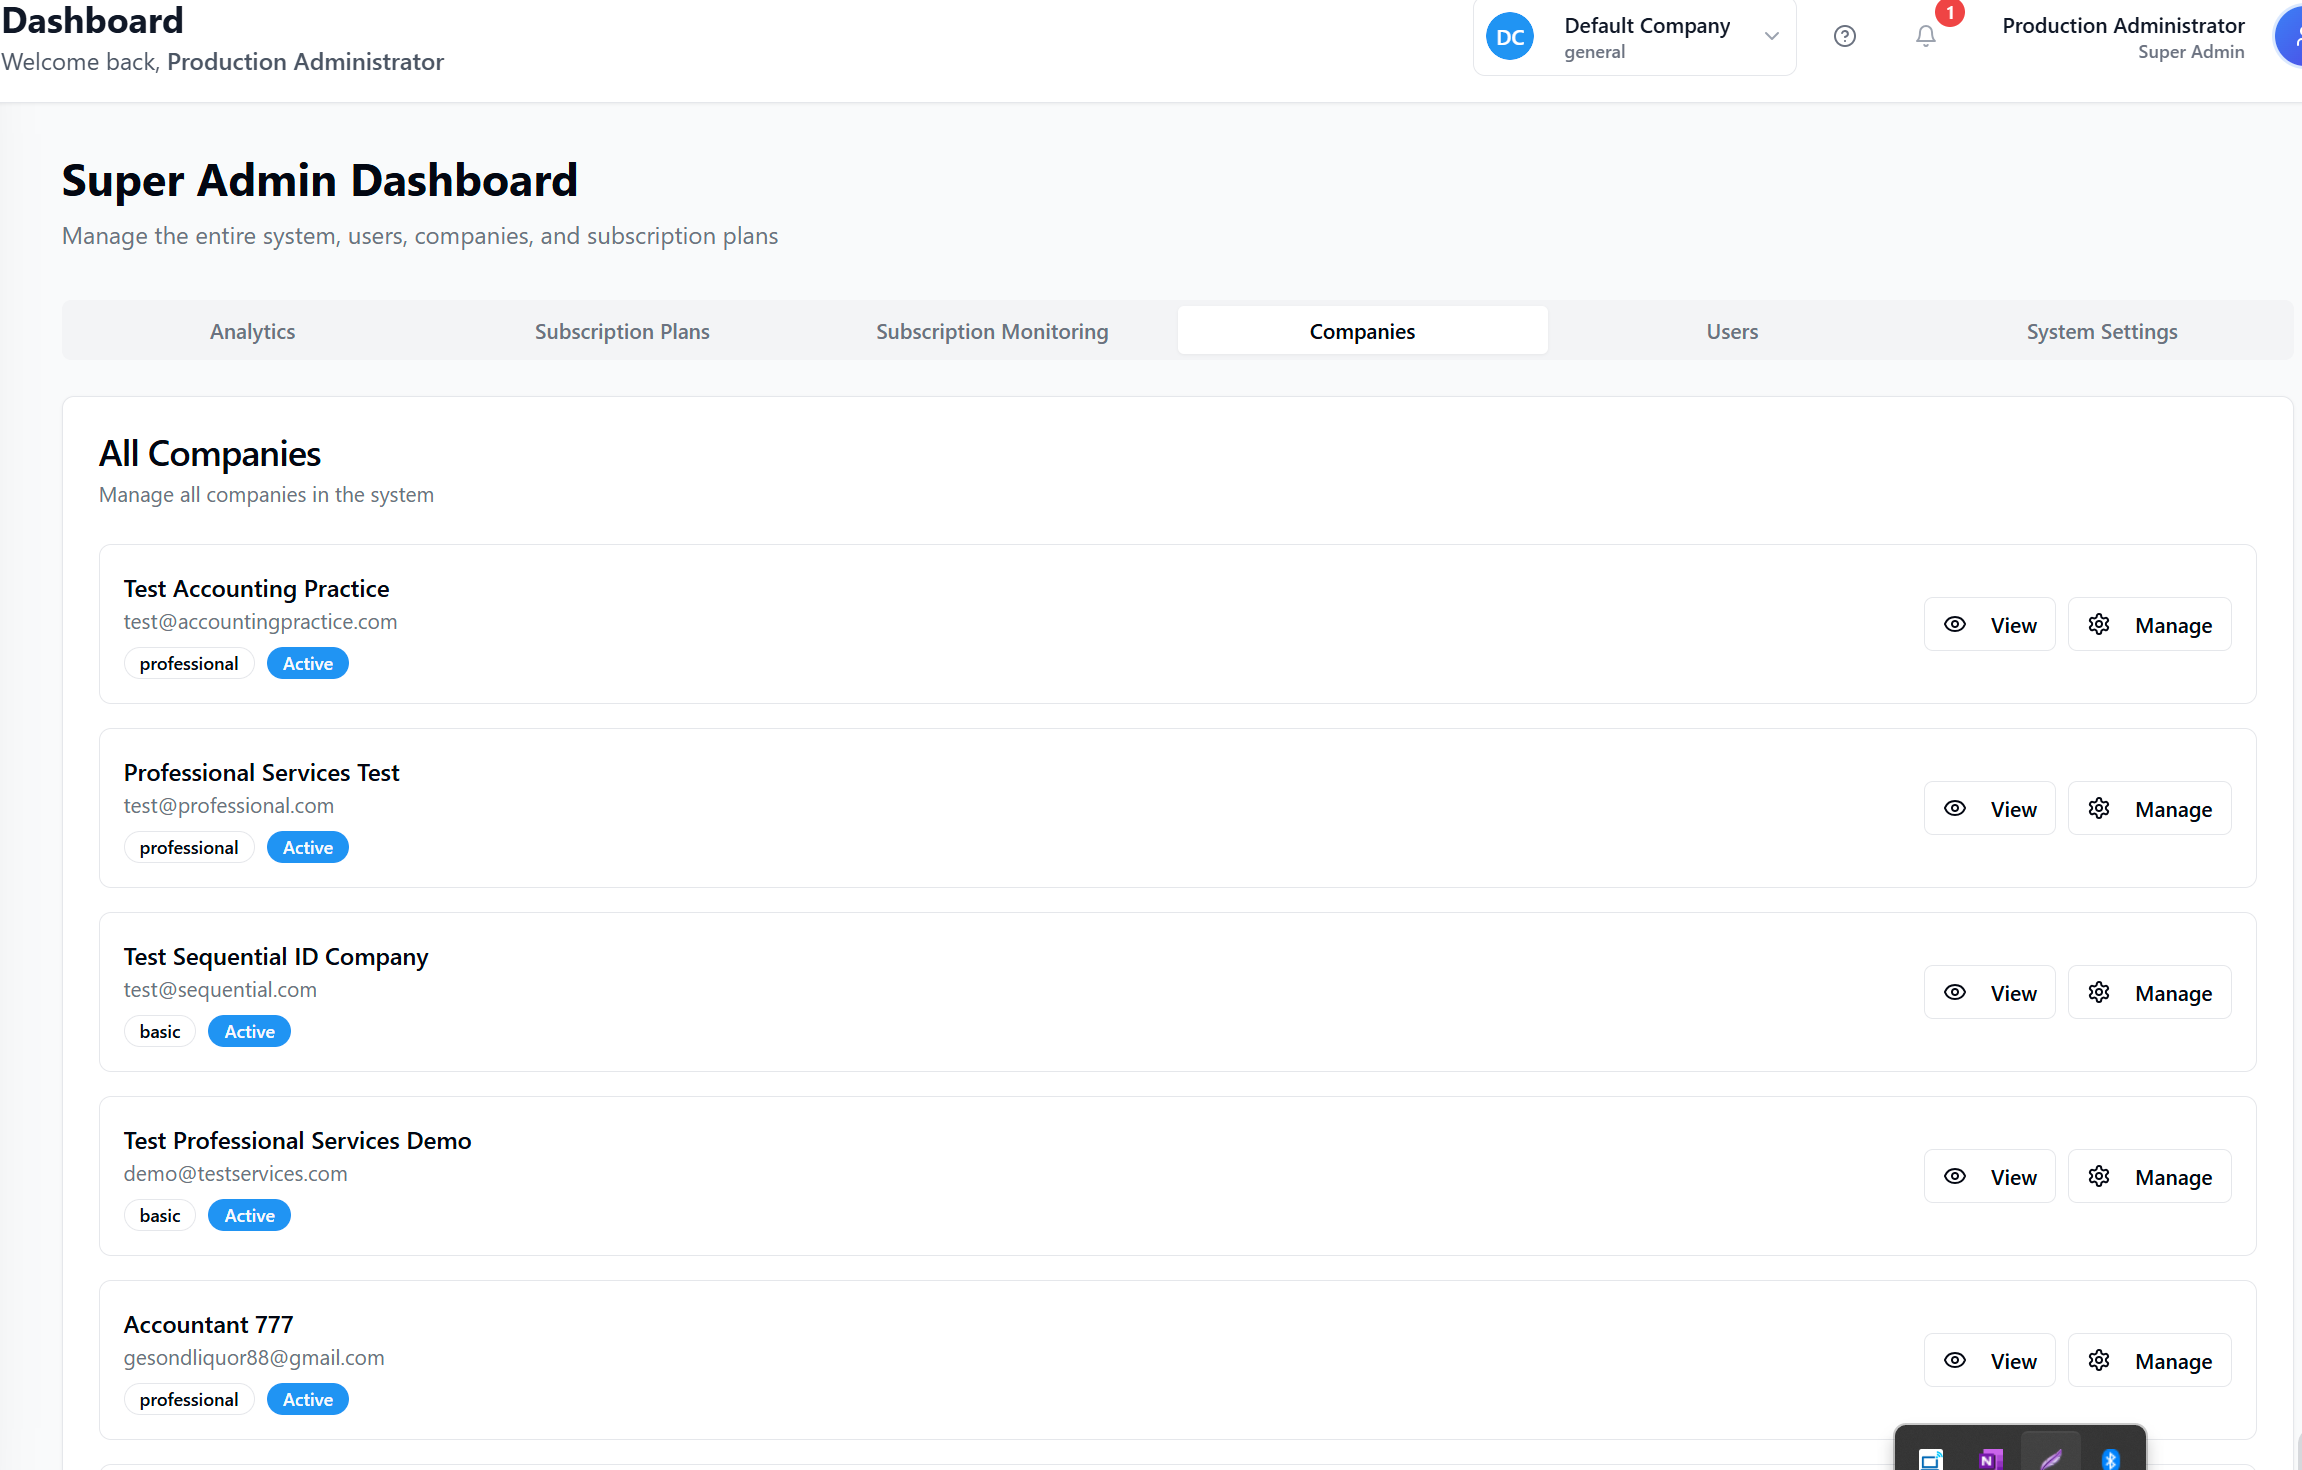 Dashboard
Welcome back, Production Administrator
DC
Default Company
general
1
Production Administrator
Super Admin
Super Admin Dashboard
Manage the entire system, users, companies, and subscription plans
Analytics
Subscription Plans
Subscription Monitoring
Companies
Users
System Settings
All Companies
Manage all companies in the system
Test Accounting Practice
test@accountingpractice.com
professional
Active
View
Manage
Professional Services Test
test@professional.com
professional
Active
View
Manage
Test Sequential ID Company
test@sequential.com
basic
Active
View
Manage
Test Professional Services Demo
demo@testservices.com
basic
Active
View
Manage
Accountant 777
gesondliquor88@gmail.com
professional
Active
View
Manage
N